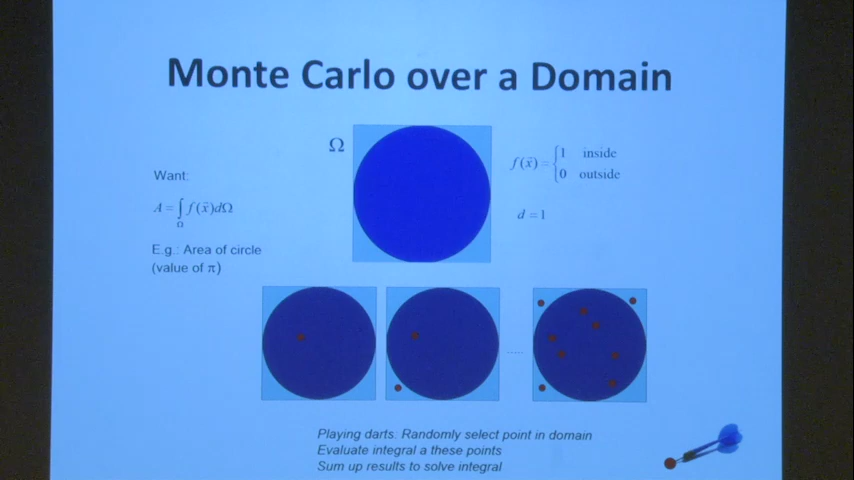 Monte Carlo over a Domain
Ω
f(x⃗) = {1 inside
0 outside
Want:
A = ∫ f(x⃗)dΩ
Ω
d = 1
E.g.: Area of circle
(value of π)
.....
Playing darts: Randomly select point in domain
Evaluate integral a these points
Sum up results to solve integral